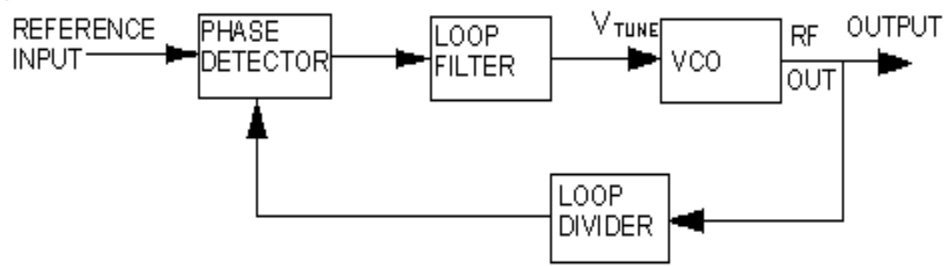 REFERENCE
INPUT
PHASE
DETECTOR
LOOP
FILTER
VTUNE
VCO
RF
OUT
OUTPUT
LOOP
DIVIDER